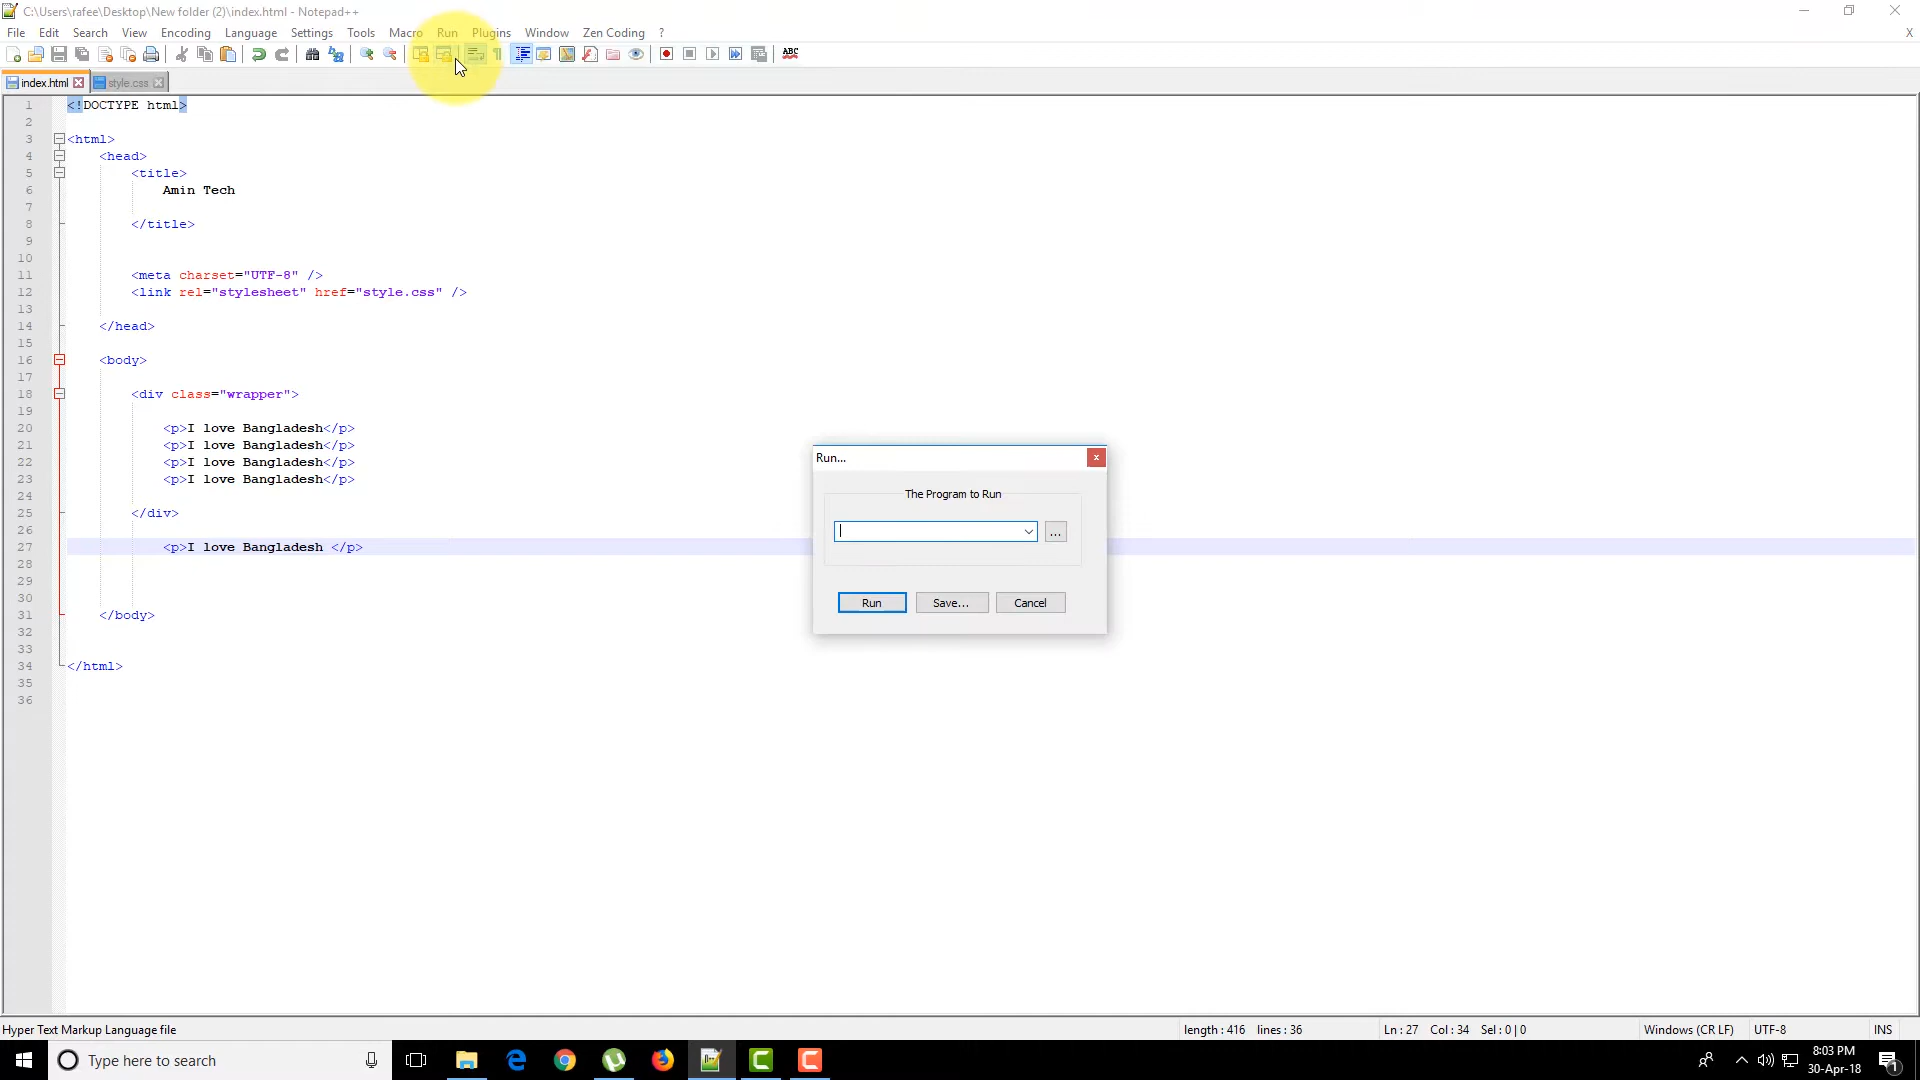 C:\Users\rafee\Desktop\New folder (2)\index.html - Notepad++
File Edit Search View Encoding Language Settings Tools Macro Run Plugins Window Zen Coding ? X
ABC
index.html style.css
1 <!DOCTYPE html>
2
3 <html>
4 <head>
5 <title>
6 Amin Tech
7
8 </title>
9
10
11 <meta charset="UTF-8" />
12 <link rel="stylesheet" href="style.css" />
13
14 </head>
15
16 <body>
17
18 <div class="wrapper">
19
20 <p>I love Bangladesh</p>
21 <p>I love Bangladesh</p>
22 <p>I love Bangladesh</p>
23 <p>I love Bangladesh</p>
24
25 </div>
26
27 <p>I love Bangladesh </p>
28
29
30
31 </body>
32
33
34 </html>
35
36
Run...
The Program to Run
...
Run Save... Cancel
Hyper Text Markup Language file length : 416 lines : 36 Ln : 27 Col : 34 Sel : 0 | 0 Windows (CR LF) UTF-8 INS
Type here to search
8:03 PM
30-Apr-18
1